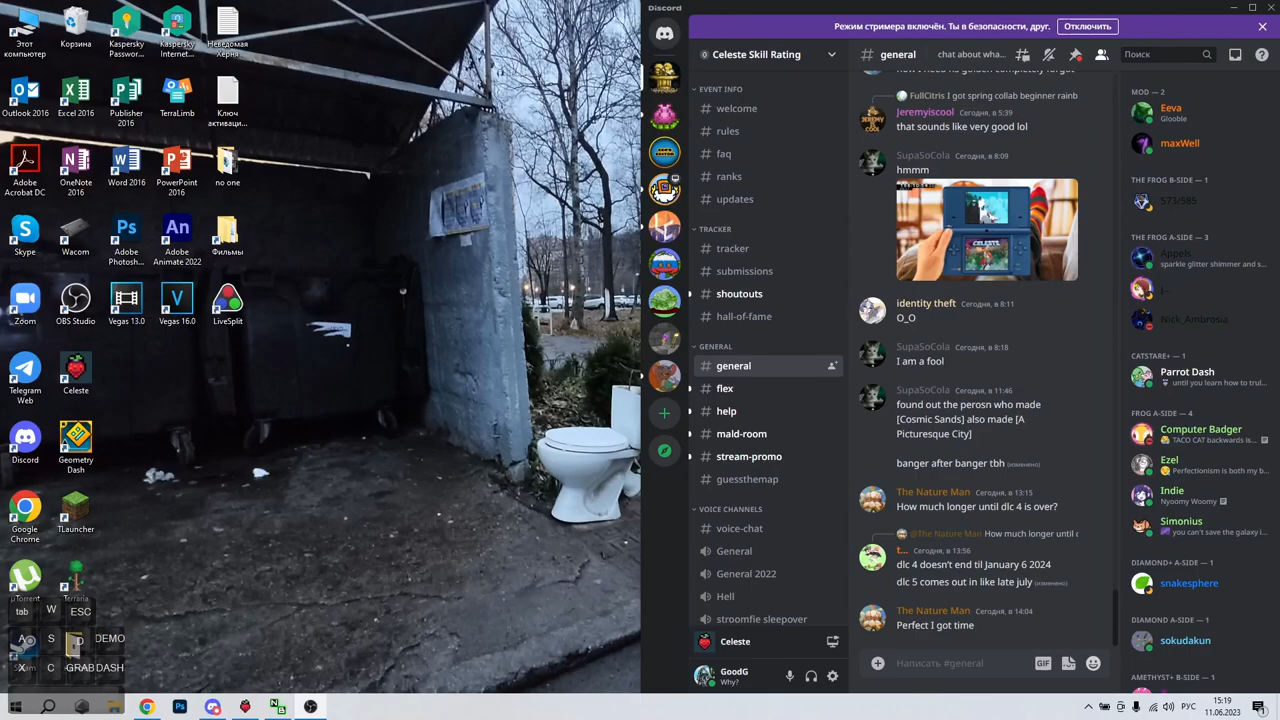 Discord
Режим стримера включён. Ты в безопасности, друг.
Отключить
Этот компьютер
Корзина
Kaspersky Passwor...
Kaspersky Internet...
Неведомая Херня
Outlook 2016
Excel 2016
Publisher 2016
TerraLimb
Ключ активаци...
Adobe Acrobat DC
OneNote 2016
Word 2016
PowerPoint 2016
no one
Skype
Wacom
Adobe Photosh...
Adobe Animate 2022
Фильмы
Zoom
OBS Studio
Vegas 13.0
Vegas 16.0
LiveSplit
Telegram Web
Celeste
Discord
Geometry Dash
Google Chrome
TLauncher
µTorrent
Terraria
tab
W
ESC
A
S
D
DEMO
X
C
GRAB
DASH
Celeste Skill Rating
EVENT INFO
welcome
rules
faq
ranks
updates
TRACKER
tracker
submissions
shoutouts
hall-of-fame
GENERAL
general
flex
help
mald-room
stream-promo
guessthemap
VOICE CHANNELS
voice-chat
General
General 2022
Hell
stroomfie sleepover
Celeste
GoodG
Why?
general
chat about wha...
Поиск
FullCitris I got spring collab beginner rainb
Jeremyiscool Сегодня, в 5:39
that sounds like very good lol
SupaSoCola Сегодня, в 8:09
hmmm
CELESTE
identity theft Сегодня, в 8:11
O_O
SupaSoCola Сегодня, в 8:18
I am a fool
SupaSoCola Сегодня, в 11:46
found out the perosn who made
[Cosmic Sands] also made [A
Picturesque City]
banger after banger tbh (изменено)
The Nature Man Сегодня, в 13:15
How much longer until dlc 4 is over?
@The Nature Man How much longer until c
t... Сегодня, в 13:56
dlc 4 doesn't end til January 6 2024
dlc 5 comes out in like late july (изменено)
The Nature Man Сегодня, в 14:04
Perfect I got time
Написать #general
GIF
MOD — 2
Eeva
Glooble
maxWell
THE FROG B-SIDE — 1
573/585
THE FROG A-SIDE — 3
Appels
sparkle glitter shimmer and s...
Nick_Ambrosia
CATSTARE+ — 1
Parrot Dash
until you learn how to trul...
FROG A-SIDE — 4
Computer Badger
TACO CAT backwards is...
Ezel
Perfectionism is both my b...
Indie
Nyoomy Woomy
Simonius
you can't save the galaxy i...
DIAMOND+ A-SIDE — 1
snakesphere
DIAMOND A-SIDE — 1
sokudakun
AMETHYST+ B-SIDE — 1
РУС
15:19
11.06.2023